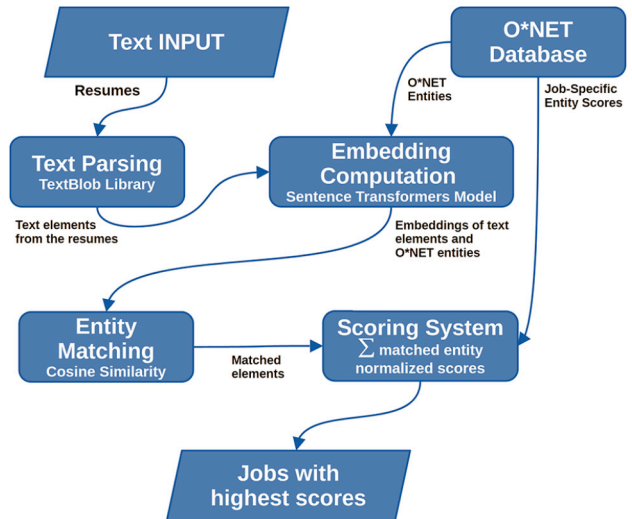 Text INPUT
O*NET
Database
Resumes
O*NET
Entities
Job-Specific
Entity Scores
Text Parsing
TextBlob Library
Embedding
Computation
Sentence Transformers Model
Text elements
from the resumes
Embeddings of text
elements and
O*NET entities
Entity
Matching
Cosine Similarity
Matched
elements
Scoring System
∑ matched entity
normalized scores
Jobs with
highest scores